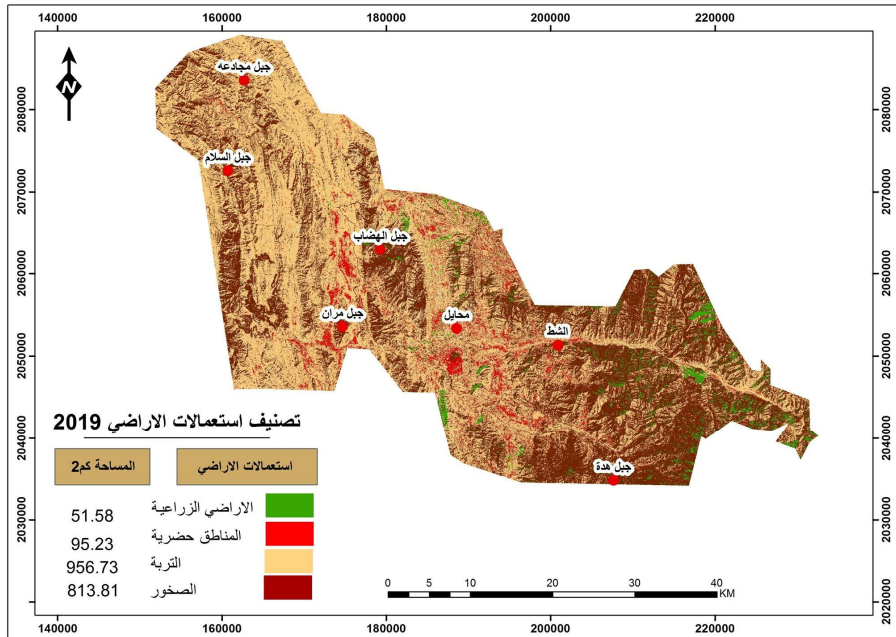 140000 160000 180000 200000 220000
2080000 2080000
2070000 2070000
2060000 2060000
2050000 2050000
2040000 2040000
2030000 2030000
2020000
N
جبل مجادعه
جبل السلام
جبل الهضاب
جبل مران
محايل
الشط
جبل هدة
تصنيف استعمالات الاراضي 2019
استعمالات الاراضي المساحة كم2
الاراضي الزراعية 51.58
المناطق حضرية 95.23
التربة 956.73
الصخور 813.81
0 5 10 20 30 40
KM
140000 160000 180000 200000 220000